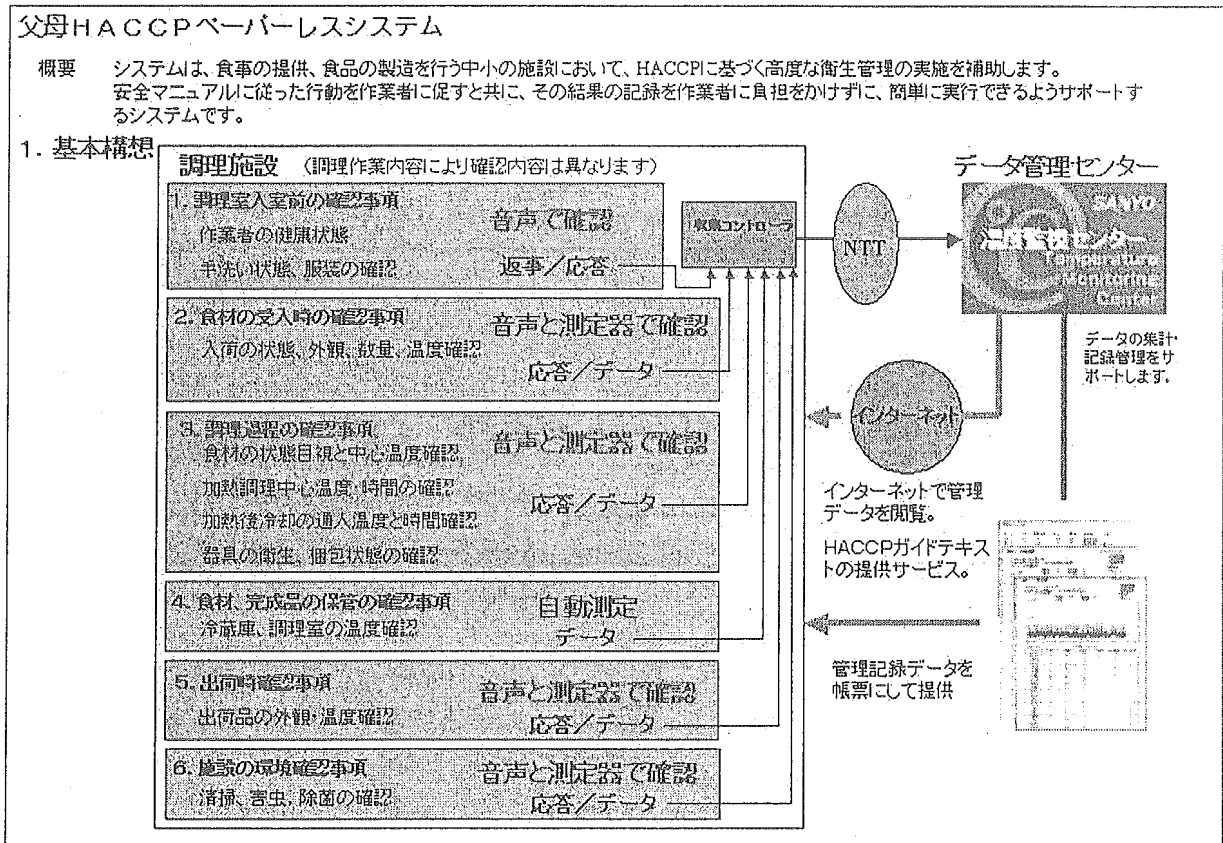 父母HACCPペーパーレスシステム
概要 システムは、食事の提供、食品の製造を行う中小の施設において、HACCPに基づく高度な衛生管理の実施を補助します。
安全マニュアルに従った行動を作業者に促すと共に、その結果の記録を作業者に負担をかけずに、簡単に実行できるようサポートす
るシステムです。
1. 基本構想
調理施設 （調理作業内容により確認内容は異なります）
1. 調理室入室前の確認事項
音声で確認
作業者の健康状態
手洗い状態、服装の確認
返事／応答
2. 食材の受入時の確認事項
音声と測定器で確認
入荷の状態、外観、数量、温度確認
応答／データ
3. 調理過程の確認事項
音声と測定器で確認
食材の状態目視と中心温度確認
加熱調理中心温度・時間の確認
応答／データ
加熱後冷却の通入温度と時間確認
器具の衛生、梱包状態の確認
4. 食材、完成品の保管の確認事項
自動測定
冷蔵庫、調理室の温度確認
データ
5. 出荷時確認事項
音声と測定器で確認
出荷品の外観・温度確認
応答／データ
6. 施設の環境確認事項
音声と測定器で確認
清掃、害虫、除菌の確認
応答／データ
収集コントローラ
NTT
データ管理センター
SANYO
温度監視センター
Temperature
Monitoring
Center
データの集計・
記録管理をサ
ポートします。
インターネット
インターネットで管理
データを閲覧。
HACCPガイドテキス
トの提供サービス。
管理記録データを
帳票にして提供